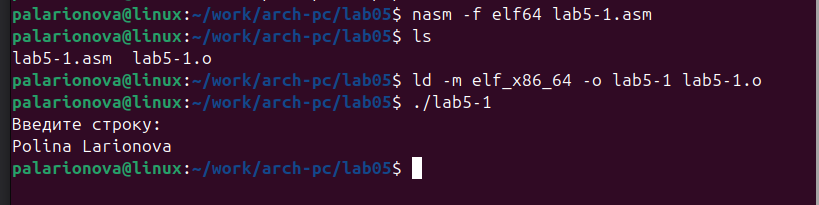 palarionova@linux:~/work/arch-pc/lab05$ nasm -f elf64 lab5-1.asm
palarionova@linux:~/work/arch-pc/lab05$ ls
lab5-1.asm  lab5-1.o
palarionova@linux:~/work/arch-pc/lab05$ ld -m elf_x86_64 -o lab5-1 lab5-1.o
palarionova@linux:~/work/arch-pc/lab05$ ./lab5-1
Введите строку:
Polina Larionova
palarionova@linux:~/work/arch-pc/lab05$